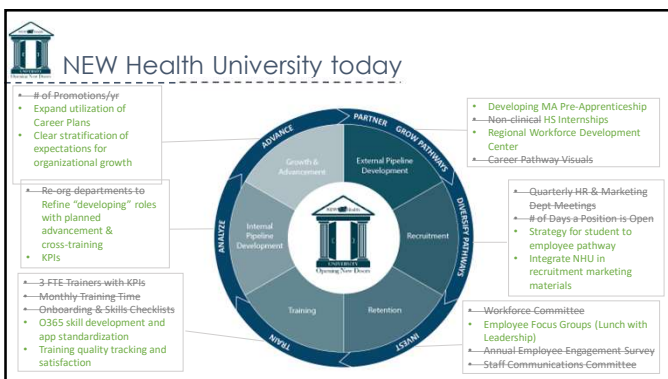 NEW Health University today
UNIVERSITY
Opening New Doors
• # of Promotions/yr
• Expand utilization of
Career Plans
• Clear stratification of
expectations for
organizational growth
• Re-org departments to
Refine “developing” roles
with planned
advancement &
cross-training
• KPIs
• 3 FTE Trainers with KPIs
• Monthly Training Time
• Onboarding & Skills Checklists
• O365 skill development and
app standardization
• Training quality tracking and
satisfaction
ADVANCE
PARTNER
GROW PATHWAYS
DIVERSIFY PATHWAYS
INVEST
TRAIN
ANALYZE
Growth &
Advancement
External Pipeline
Development
Recruitment
Retention
Training
Internal
Pipeline
Development
NEW Health
UNIVERSITY
Opening New Doors
• Developing MA Pre-Apprenticeship
• Non-clinical HS Internships
• Regional Workforce Development
Center
• Career Pathway Visuals
• Quarterly HR & Marketing
Dept Meetings
• # of Days a Position is Open
• Strategy for student to
employee pathway
• Integrate NHU in
recruitment marketing
materials
• Workforce Committee
• Employee Focus Groups (Lunch with
Leadership)
• Annual Employee Engagement Survey
• Staff Communications Committee